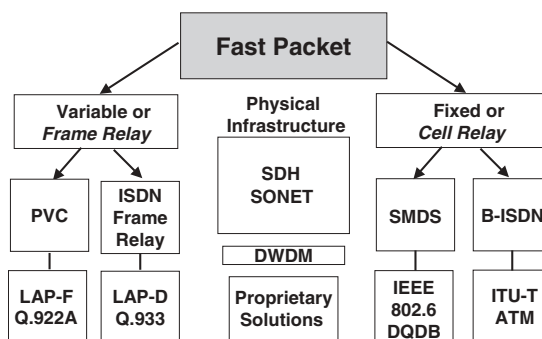 Fast Packet
Variable or
Frame Relay
Physical
Infrastructure
Fixed or
Cell Relay
PVC
ISDN
Frame
Relay
SDH
SONET
SMDS
B-ISDN
DWDM
LAP-F
Q.922A
LAP-D
Q.933
Proprietary
Solutions
IEEE
802.6
DQDB
ITU-T
ATM